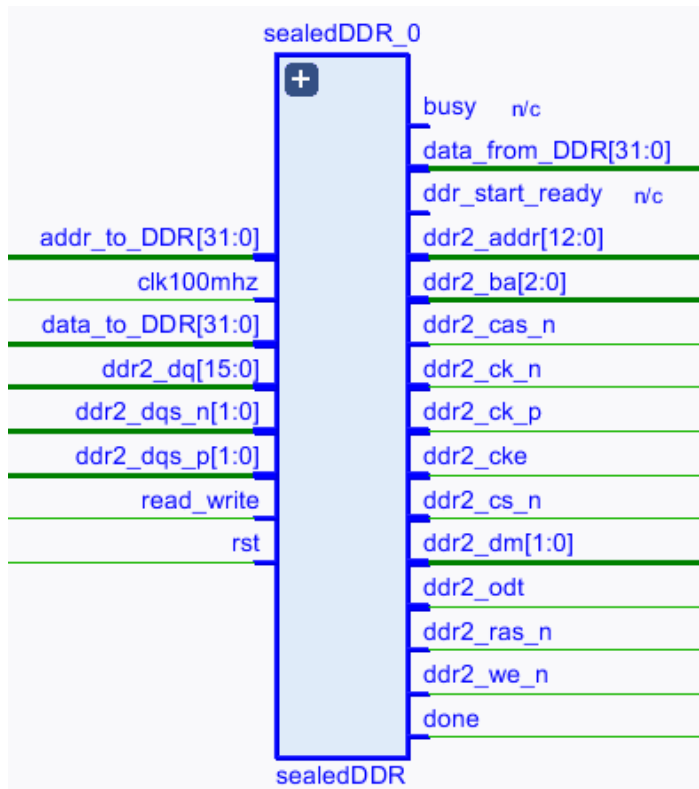 sealedDDR_0
busy n/c
data_from_DDR[31:0]
ddr_start_ready n/c
addr_to_DDR[31:0]
ddr2_addr[12:0]
clk100mhz
ddr2_ba[2:0]
data_to_DDR[31:0]
ddr2_cas_n
ddr2_dq[15:0]
ddr2_ck_n
ddr2_dqs_n[1:0]
ddr2_ck_p
ddr2_dqs_p[1:0]
ddr2_cke
read_write
ddr2_cs_n
rst
ddr2_dm[1:0]
ddr2_odt
ddr2_ras_n
ddr2_we_n
done
sealedDDR